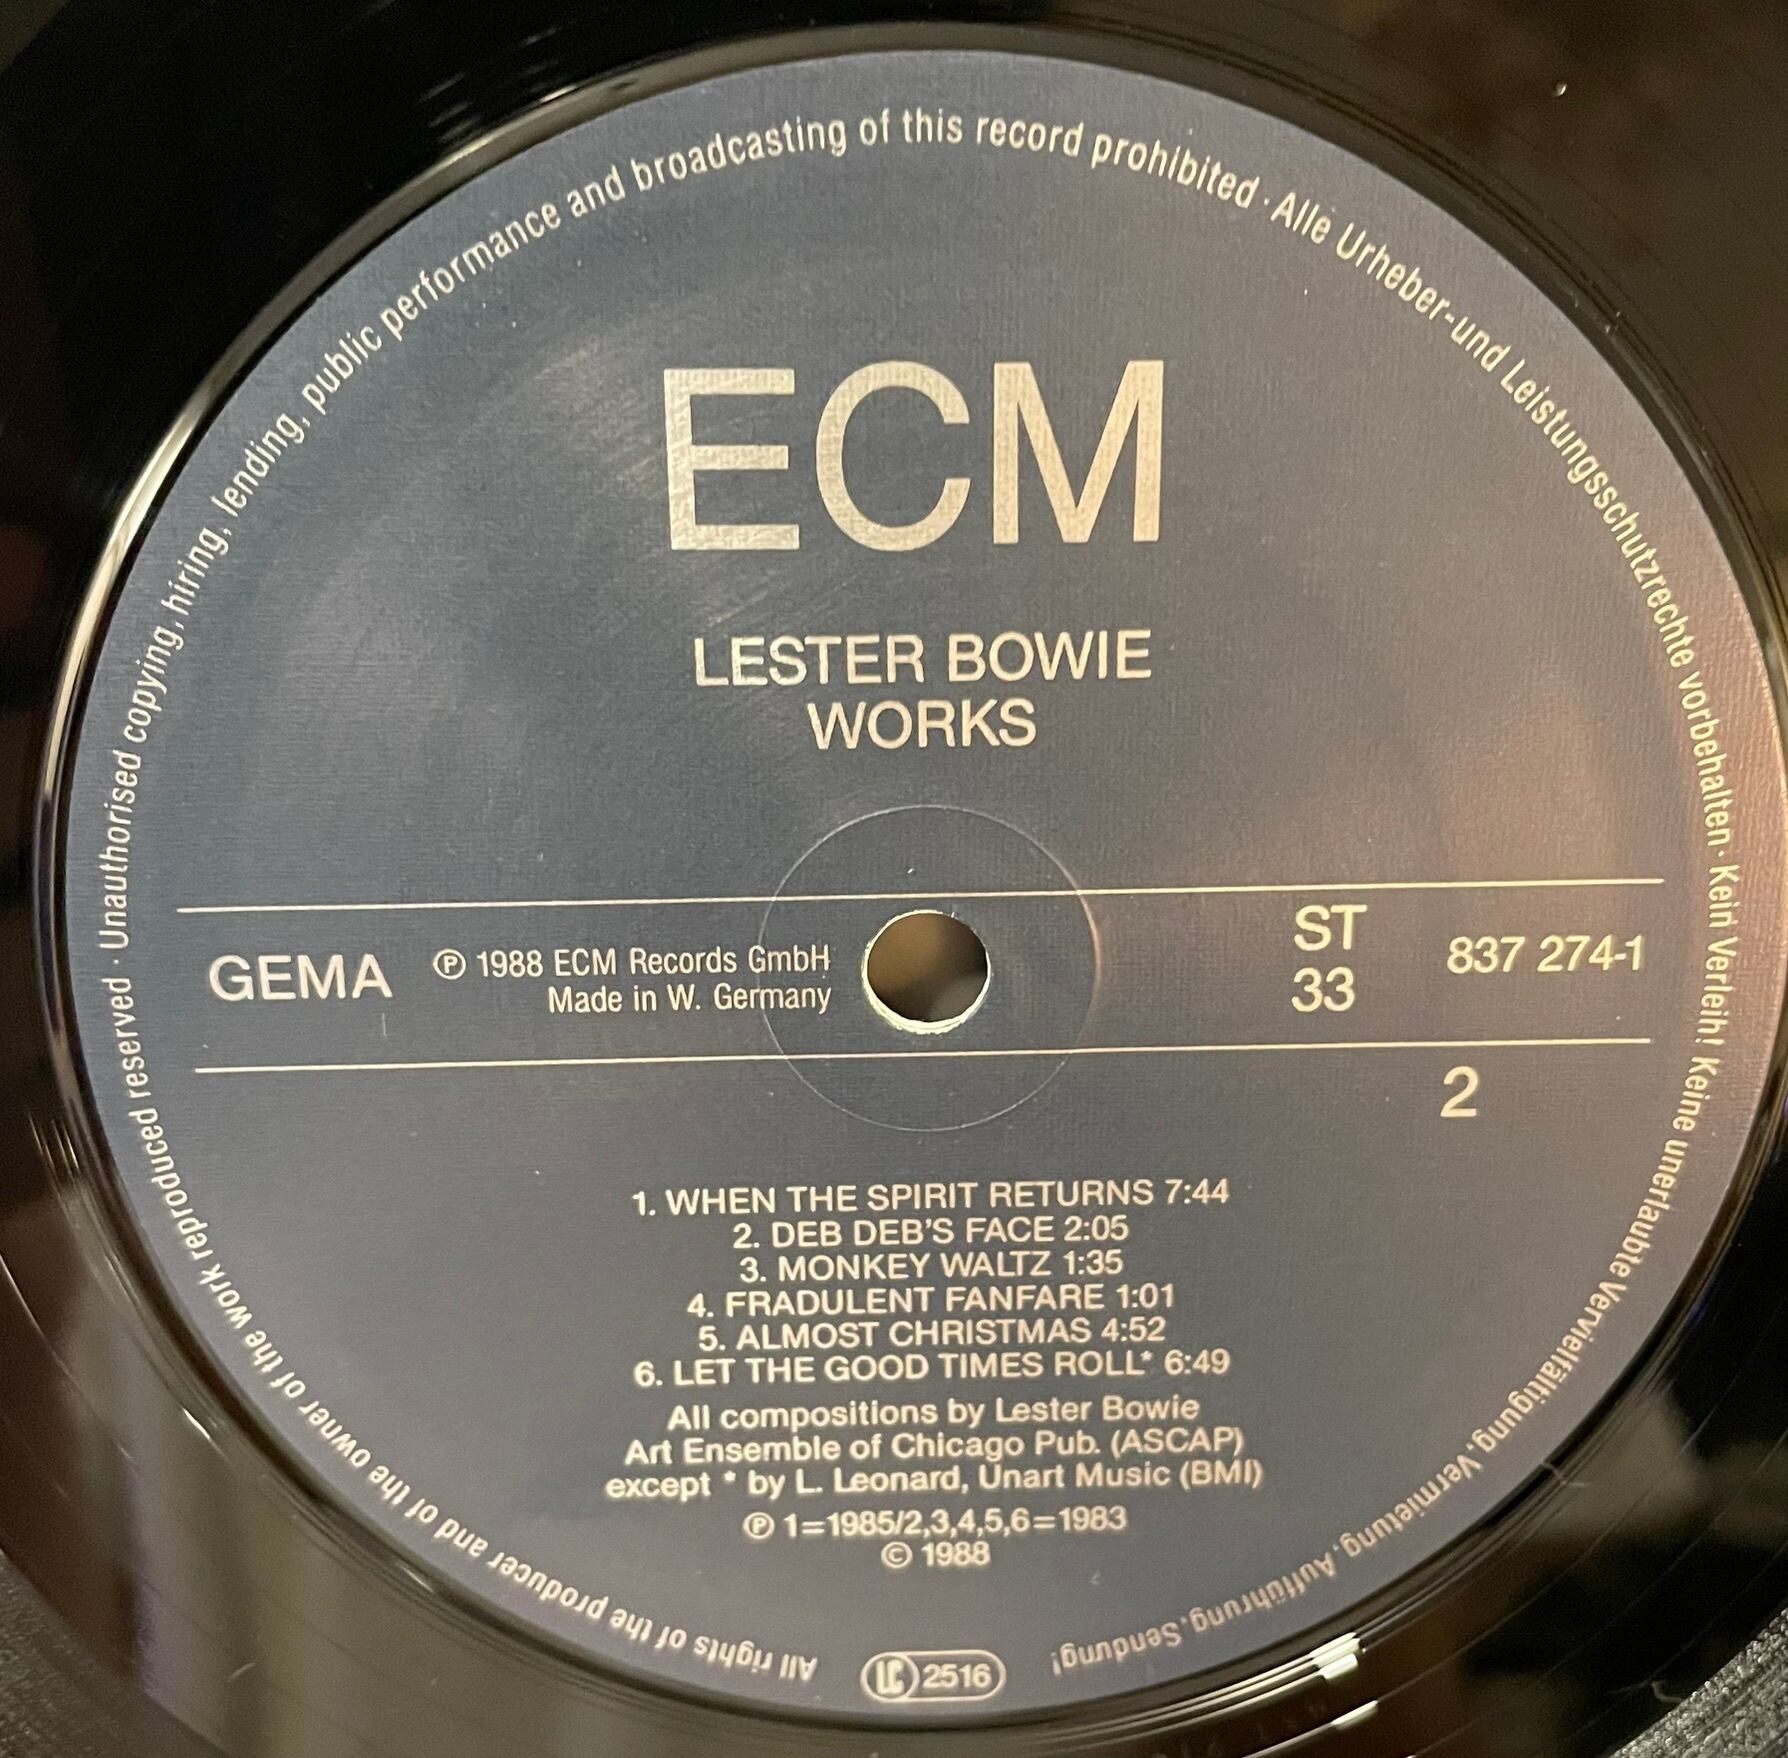 All rights of the producer and of the owner of the work reproduced reserved · Unauthorised copying, hiring, lending, public performance and broadcasting of this record prohibited · Alle Urheber-und Leistungsschutzrechte vorbehalten · Kein Verleih! Keine unerlaubte Vervielfältigung, Vermietung, Aufführung, Sendung!
ECM
LESTER BOWIE
WORKS
GEMA
℗ 1988 ECM Records GmbH
Made in W. Germany
ST
33
837 274-1
2
1. WHEN THE SPIRIT RETURNS 7:44
2. DEB DEB'S FACE 2:05
3. MONKEY WALTZ 1:35
4. FRADULENT FANFARE 1:01
5. ALMOST CHRISTMAS 4:52
6. LET THE GOOD TIMES ROLL* 6:49
All compositions by Lester Bowie
Art Ensemble of Chicago Pub. (ASCAP)
except * by L. Leonard, Unart Music (BMI)
℗ 1=1985/2,3,4,5,6=1983
© 1988
LC 2516